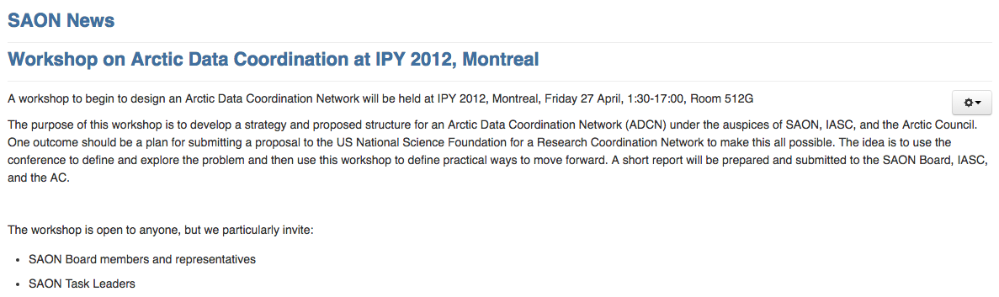 SAON News
Workshop on Arctic Data Coordination at IPY 2012, Montreal
A workshop to begin to design an Arctic Data Coordination Network will be held at IPY 2012, Montreal, Friday 27 April, 1:30-17:00, Room 512G
The purpose of this workshop is to develop a strategy and proposed structure for an Arctic Data Coordination Network (ADCN) under the auspices of SAON, IASC, and the Arctic Council.
One outcome should be a plan for submitting a proposal to the US National Science Foundation for a Research Coordination Network to make this all possible. The idea is to use the
conference to define and explore the problem and then use this workshop to define practical ways to move forward. A short report will be prepared and submitted to the SAON Board, IASC,
and the AC.
The workshop is open to anyone, but we particularly invite:
• SAON Board members and representatives
• SAON Task Leaders